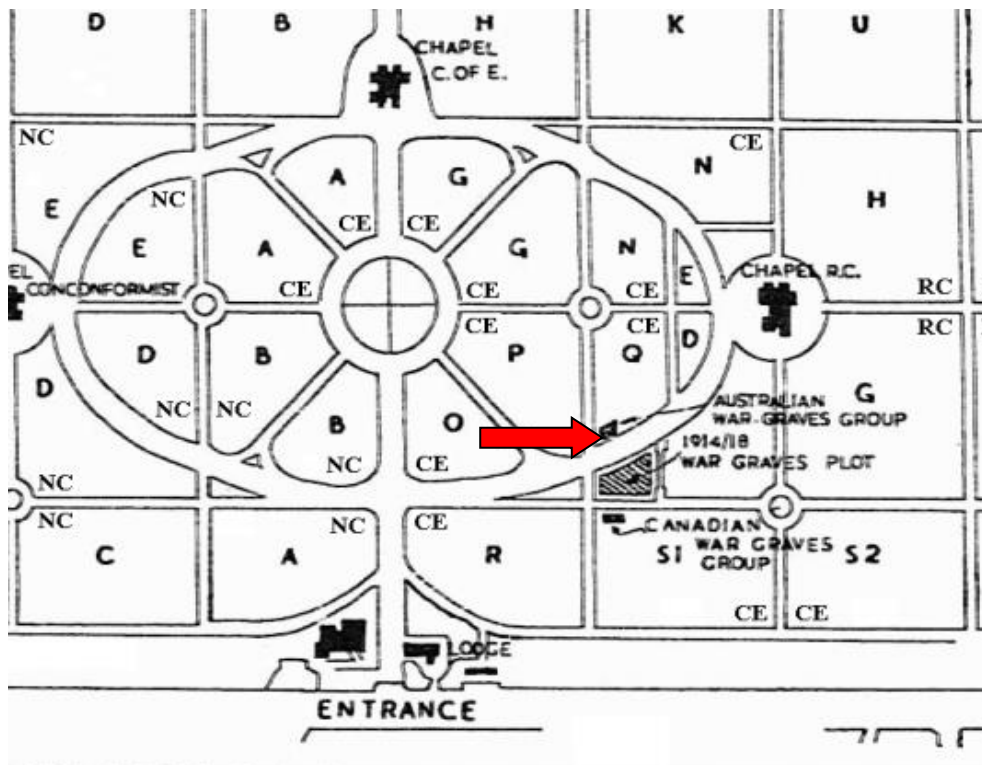 D
B
H
K
U
CHAPEL
C. OF E.
NC
CE
N
A
G
H
E
NC
E
A
CE
CE
G
N
E
CHAPEL R.C.
EL
CONCONFORMIST
CE
CE
CE
RC
CE
CE
RC
D
B
P
Q
D
D
NC
NC
B
O
AUSTRALIAN
WAR-GRAVES GROUP
G
1914/18
WAR GRAVES PLOT
NC
CE
NC
NC
NC
CE
CANADIAN
WAR GRAVES
GROUP
C
A
R
S1
S2
CE
CE
LODGE
ENTRANCE